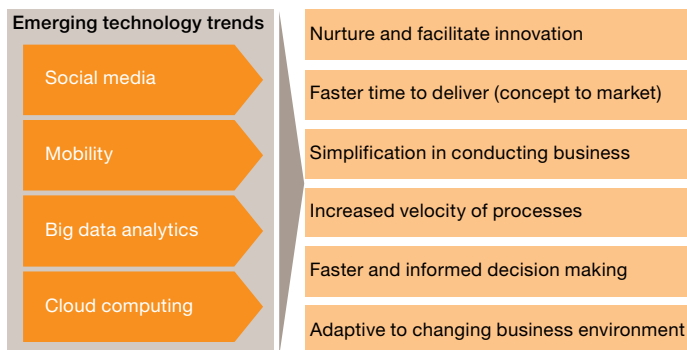 Emerging technology trends
Social media
Mobility
Big data analytics
Cloud computing
Nurture and facilitate innovation
Faster time to deliver (concept to market)
Simplification in conducting business
Increased velocity of processes
Faster and informed decision making
Adaptive to changing business environment